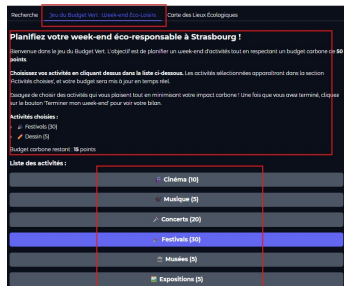 Recherche Jeu du Budget Vert : Week-end Éco-Loisirs Carte des Lieux Écologiques
Planifiez votre week-end éco-responsable à Strasbourg !
Bienvenue dans le jeu du Budget Vert. L'objectif est de planifier un week-end d'activités tout en respectant un budget carbone de 50
points.
Choisissez vos activités en cliquant dessus dans la liste ci-dessous. Les activités sélectionnées apparaîtront dans la section
'Activités choisies', et votre budget sera mis à jour en temps réel.
Essayez de choisir des activités qui vous plaisent tout en minimisant votre impact carbone ! Une fois que vous avez terminé, cliquez
sur le bouton 'Terminer mon week-end' pour voir votre bilan.
Activités choisies :
Festivals (30)
Dessin (5)
Budget carbone restant : 15 points
Liste des activités :
Cinéma (10)
Musique (5)
Concerts (20)
Festivals (30)
Musées (5)
Expositions (5)